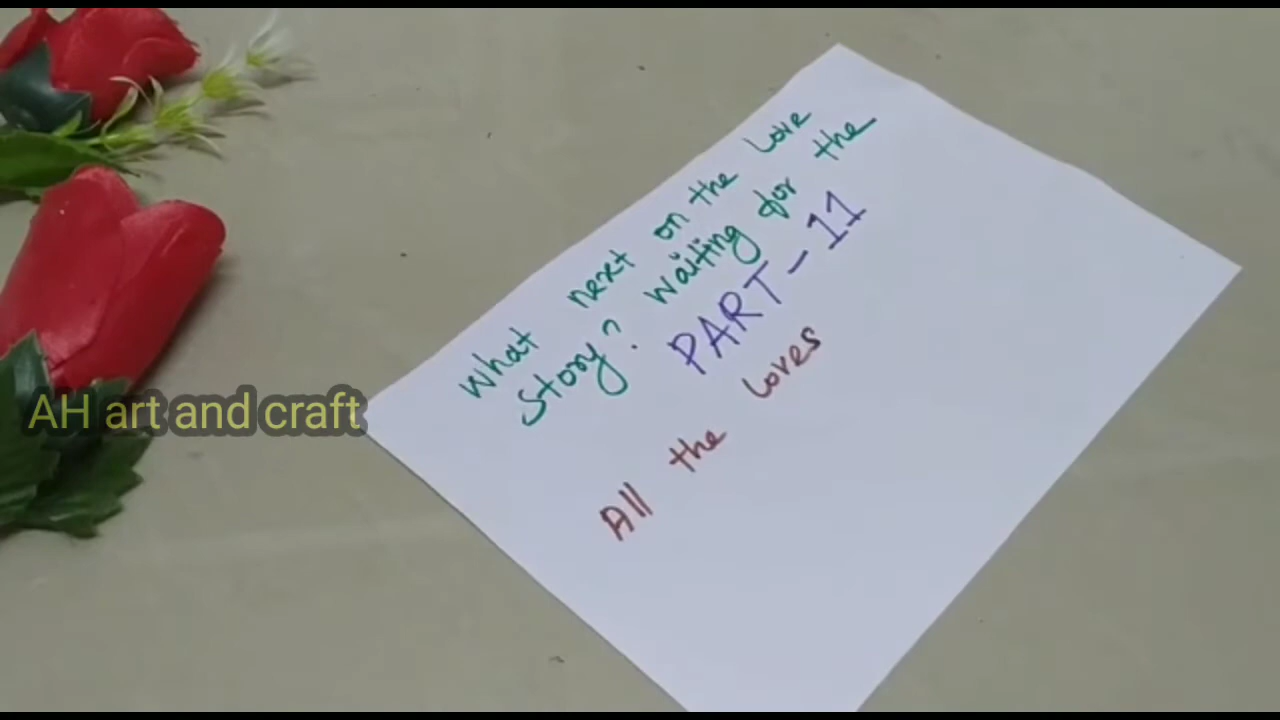 What next on the Love
Story? waiting for the
PART-11
All the loves
AH art and craft